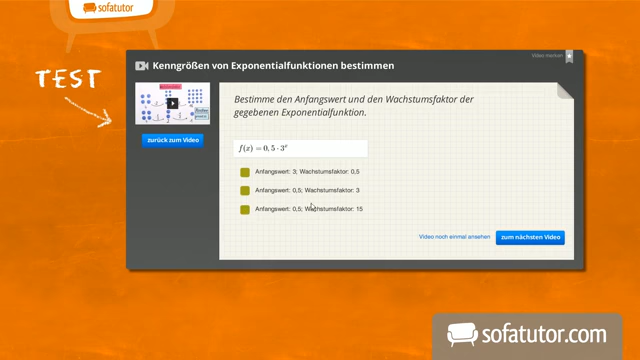 sofatutor
TEST
Kenngrößen von Exponentialfunktionen bestimmen
Video merken
zurück zum Video
Bestimme den Anfangswert und den Wachstumsfaktor der
gegebenen Exponentialfunktion.
f(x) = 0,5 · 3^x
Anfangswert: 3; Wachstumsfaktor: 0,5
Anfangswert: 0,5; Wachstumsfaktor: 3
Anfangswert: 0,5; Wachstumsfaktor: 15
Video noch einmal ansehen
zum nächsten Video
sofatutor.com